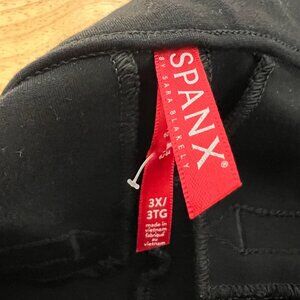 SPANX®
BY SARA BLAKELY
3X/
3TG
made in
vietnam
fabriqué
au
vietnam